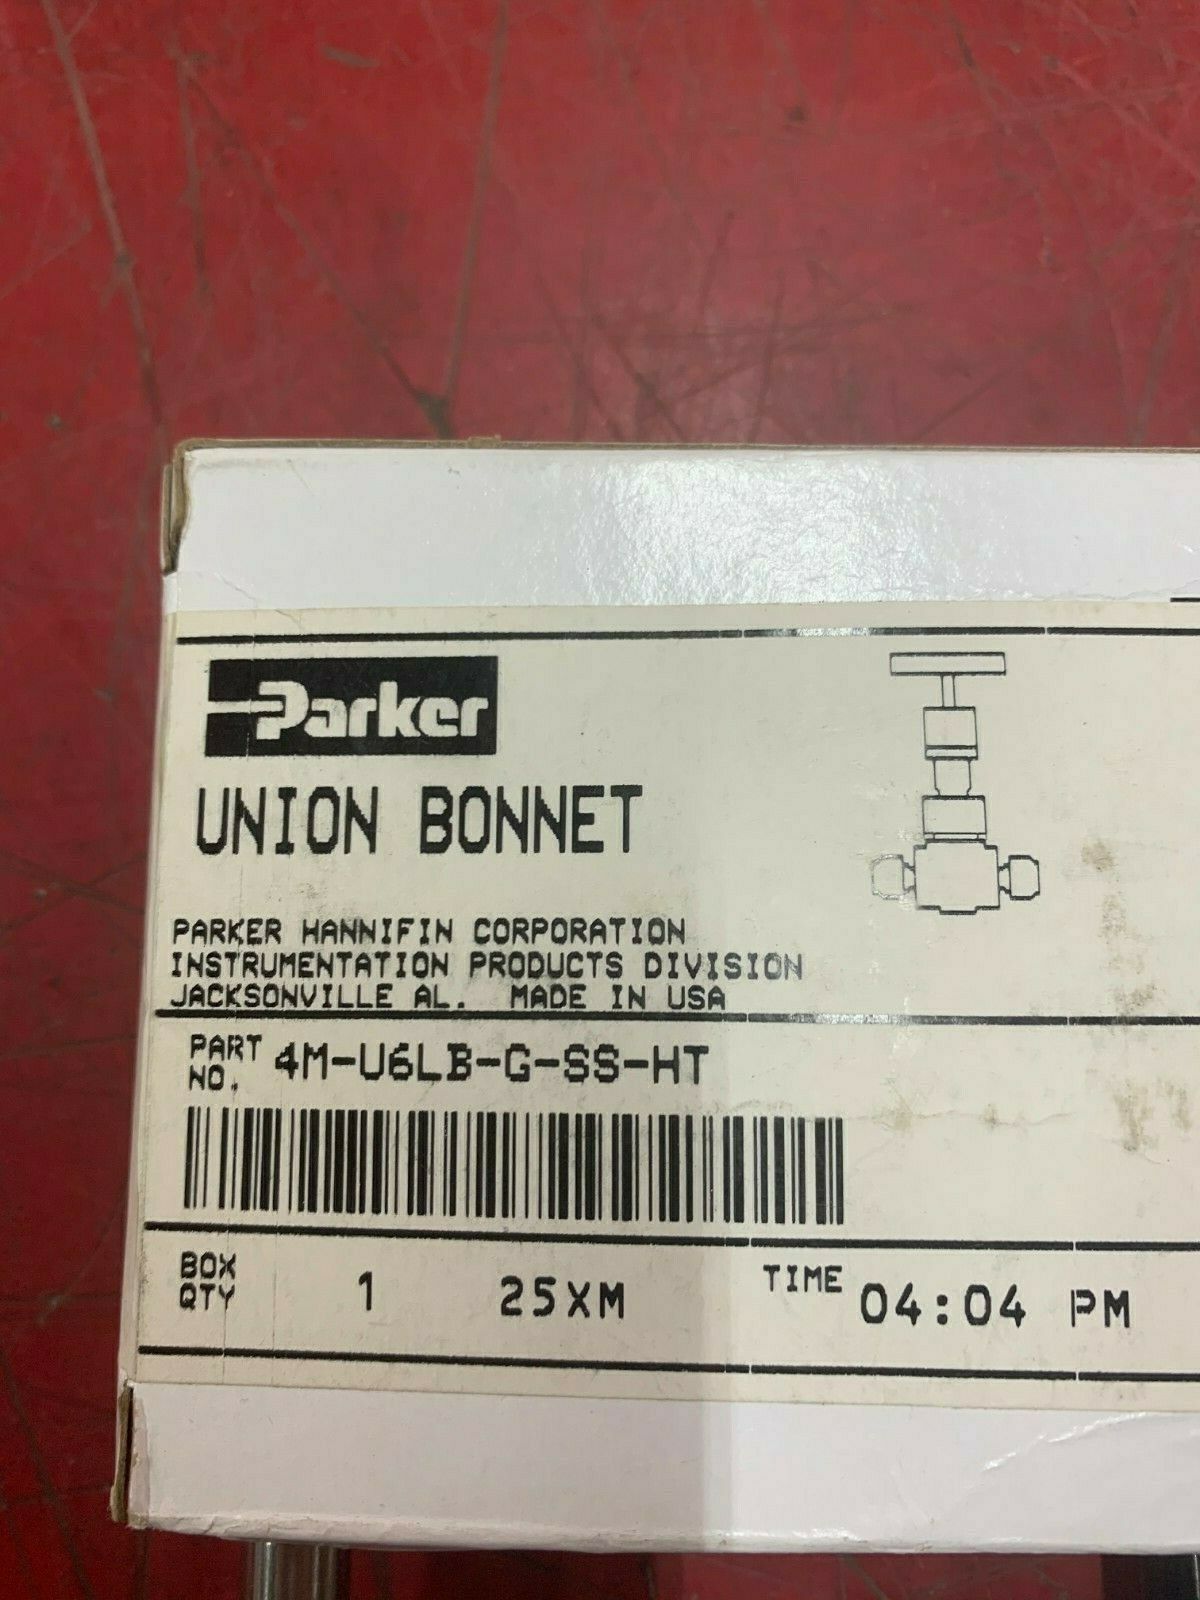 Parker
UNION BONNET
PARKER HANNIFIN CORPORATION
INSTRUMENTATION PRODUCTS DIVISION
JACKSONVILLE AL. MADE IN USA
PART NO. 4M-U6LB-G-SS-HT
BOX QTY 1 25XM TIME 04:04 PM